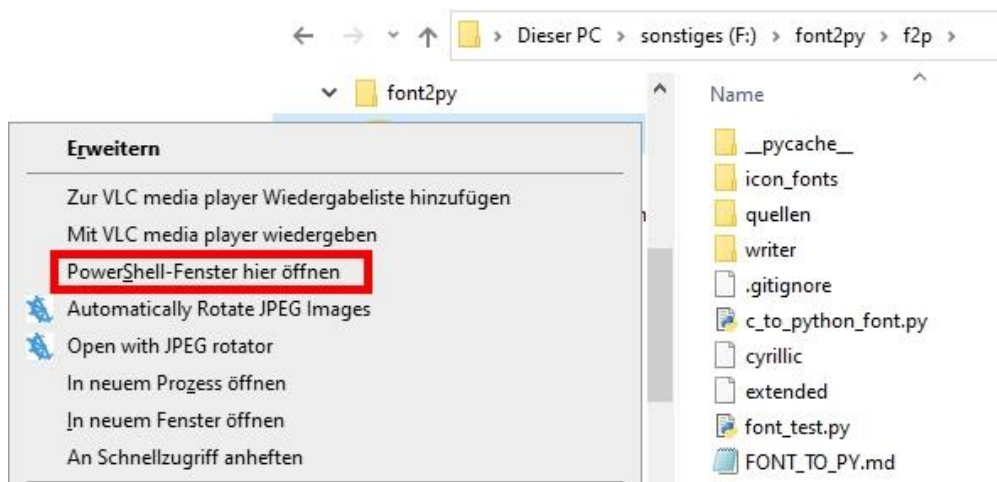 Dieser PC > sonstiges (F:) > font2py > f2p >
font2py
Name
Erweitern
Zur VLC media player Wiedergabeliste hinzufügen
Mit VLC media player wiedergeben
PowerShell-Fenster hier öffnen
Automatically Rotate JPEG Images
Open with JPEG rotator
In neuem Prozess öffnen
In neuem Fenster öffnen
An Schnellzugriff anheften
__pycache__
icon_fonts
quellen
writer
.gitignore
c_to_python_font.py
cyrillic
extended
font_test.py
FONT_TO_PY.md